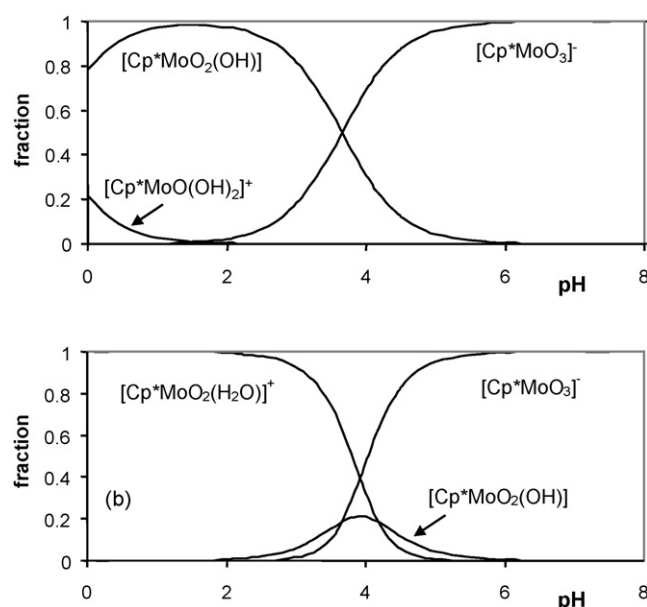 1
0.8
0.6
0.4
0.2
0
fraction
[Cp*MoO₂(OH)]
[Cp*MoO₃]⁻
[Cp*MoO(OH)₂]⁺
0 2 4 6 8
pH
1
0.8
0.6
0.4
0.2
0
fraction
[Cp*MoO₂(H₂O)]⁺
[Cp*MoO₃]⁻
(b)
[Cp*MoO₂(OH)]
0 2 4 6 8
pH